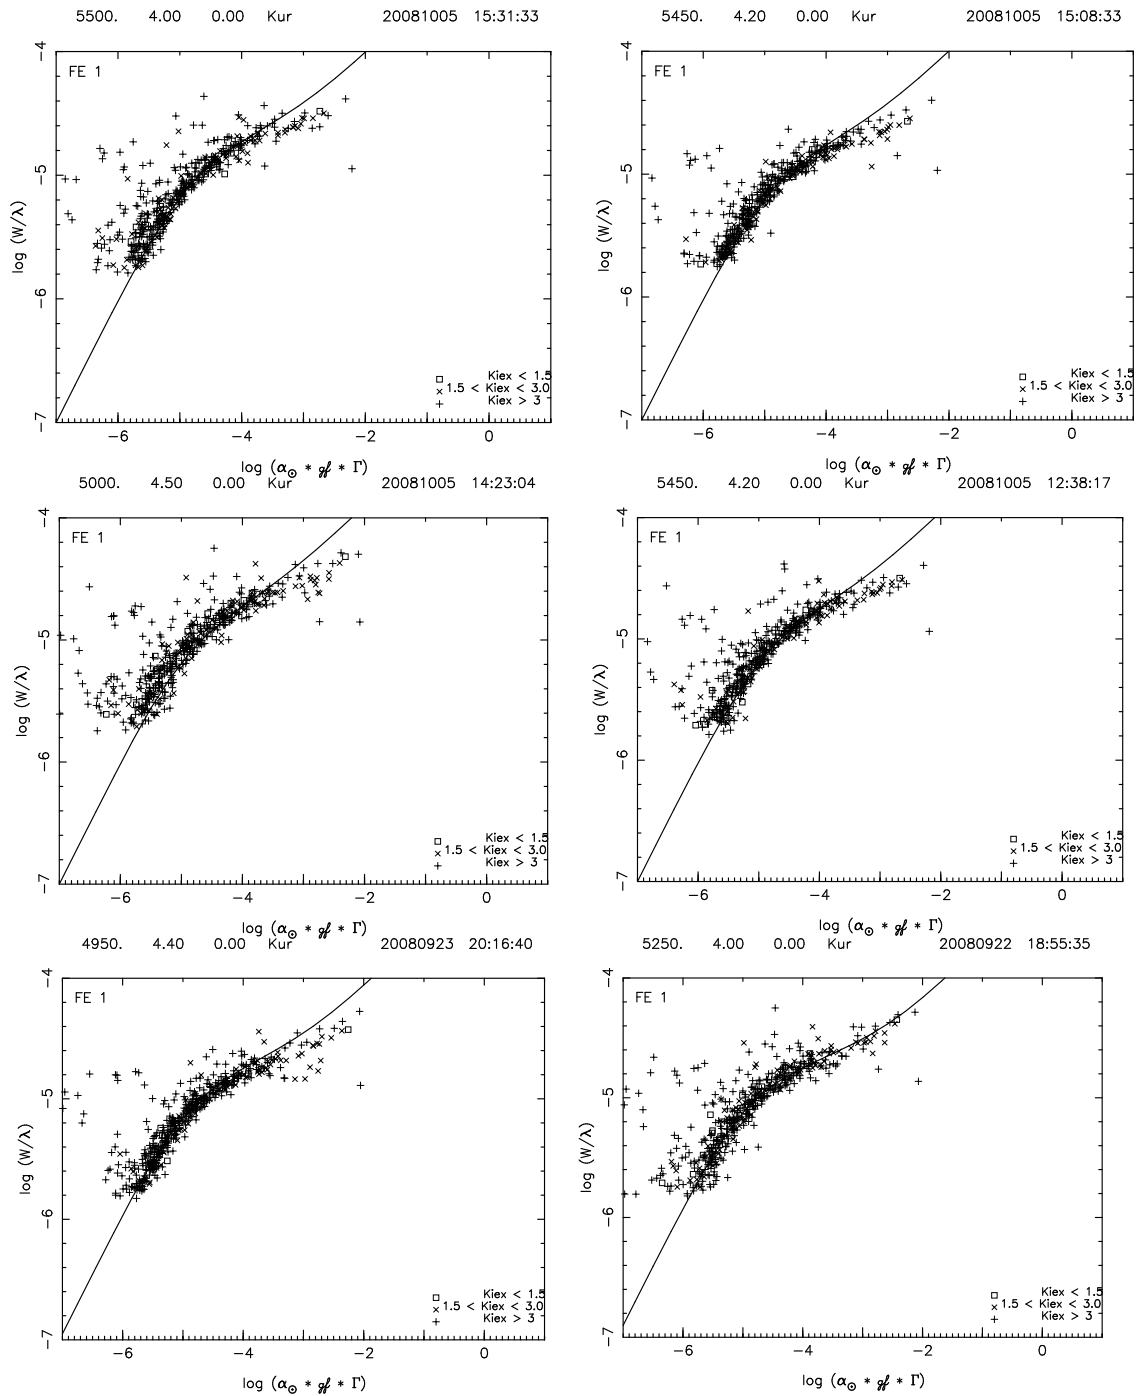 5500. 4.00 0.00 Kur 20081005 15:31:33
FE 1
-4
-5
-6
-7
log (W/λ)
□ Kiex < 1.5
× 1.5 < Kiex < 3.0
+ Kiex > 3
-6 -4 -2 0
log (α⊙ * gf * Γ)
5450. 4.20 0.00 Kur 20081005 15:08:33
FE 1
-4
-5
-6
-7
log (W/λ)
□ Kiex < 1.5
× 1.5 < Kiex < 3.0
+ Kiex > 3
-6 -4 -2 0
log (α⊙ * gf * Γ)
5000. 4.50 0.00 Kur 20081005 14:23:04
FE 1
-4
-5
-6
-7
log (W/λ)
□ Kiex < 1.5
× 1.5 < Kiex < 3.0
+ Kiex > 3
-6 -4 -2 0
log (α⊙ * gf * Γ)
5450. 4.20 0.00 Kur 20081005 12:38:17
FE 1
-4
-5
-6
-7
log (W/λ)
□ Kiex < 1.5
× 1.5 < Kiex < 3.0
+ Kiex > 3
-6 -4 -2 0
log (α⊙ * gf * Γ)
4950. 4.40 0.00 Kur 20080923 20:16:40
FE 1
-4
-5
-6
-7
log (W/λ)
□ Kiex < 1.5
× 1.5 < Kiex < 3.0
+ Kiex > 3
-6 -4 -2 0
log (α⊙ * gf * Γ)
5250. 4.00 0.00 Kur 20080922 18:55:35
FE 1
-4
-5
-6
-7
log (W/λ)
□ Kiex < 1.5
× 1.5 < Kiex < 3.0
+ Kiex > 3
-6 -4 -2 0
log (α⊙ * gf * Γ)